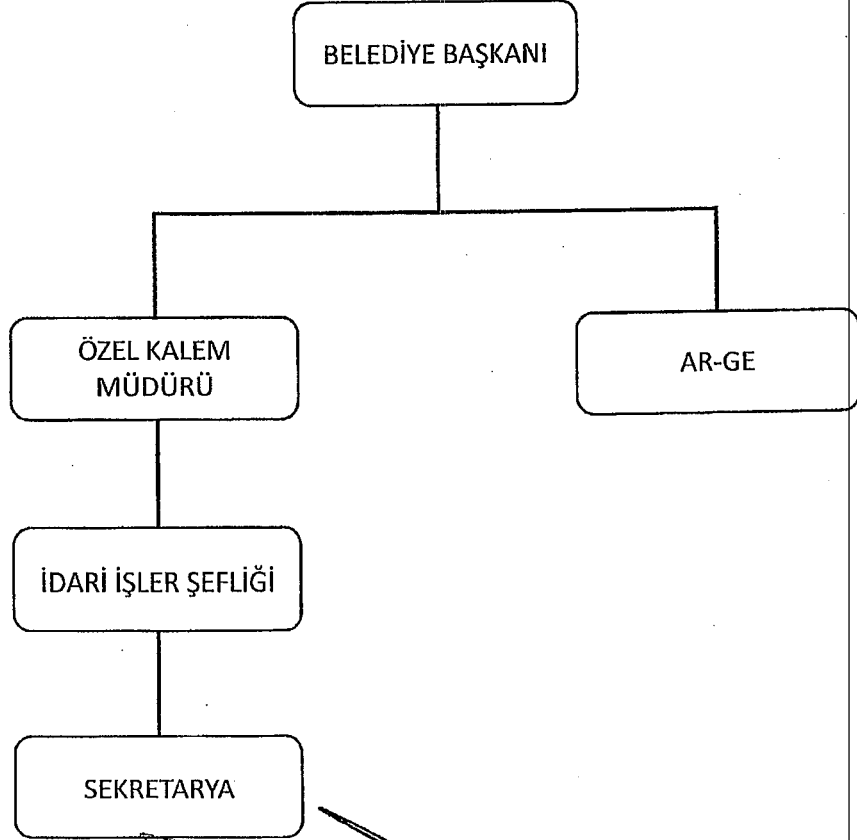 BELEDİYE BAŞKANI
ÖZEL KALEM
MÜDÜRÜ
AR-GE
İDARİ İŞLER ŞEFLİĞİ
SEKRETARYA